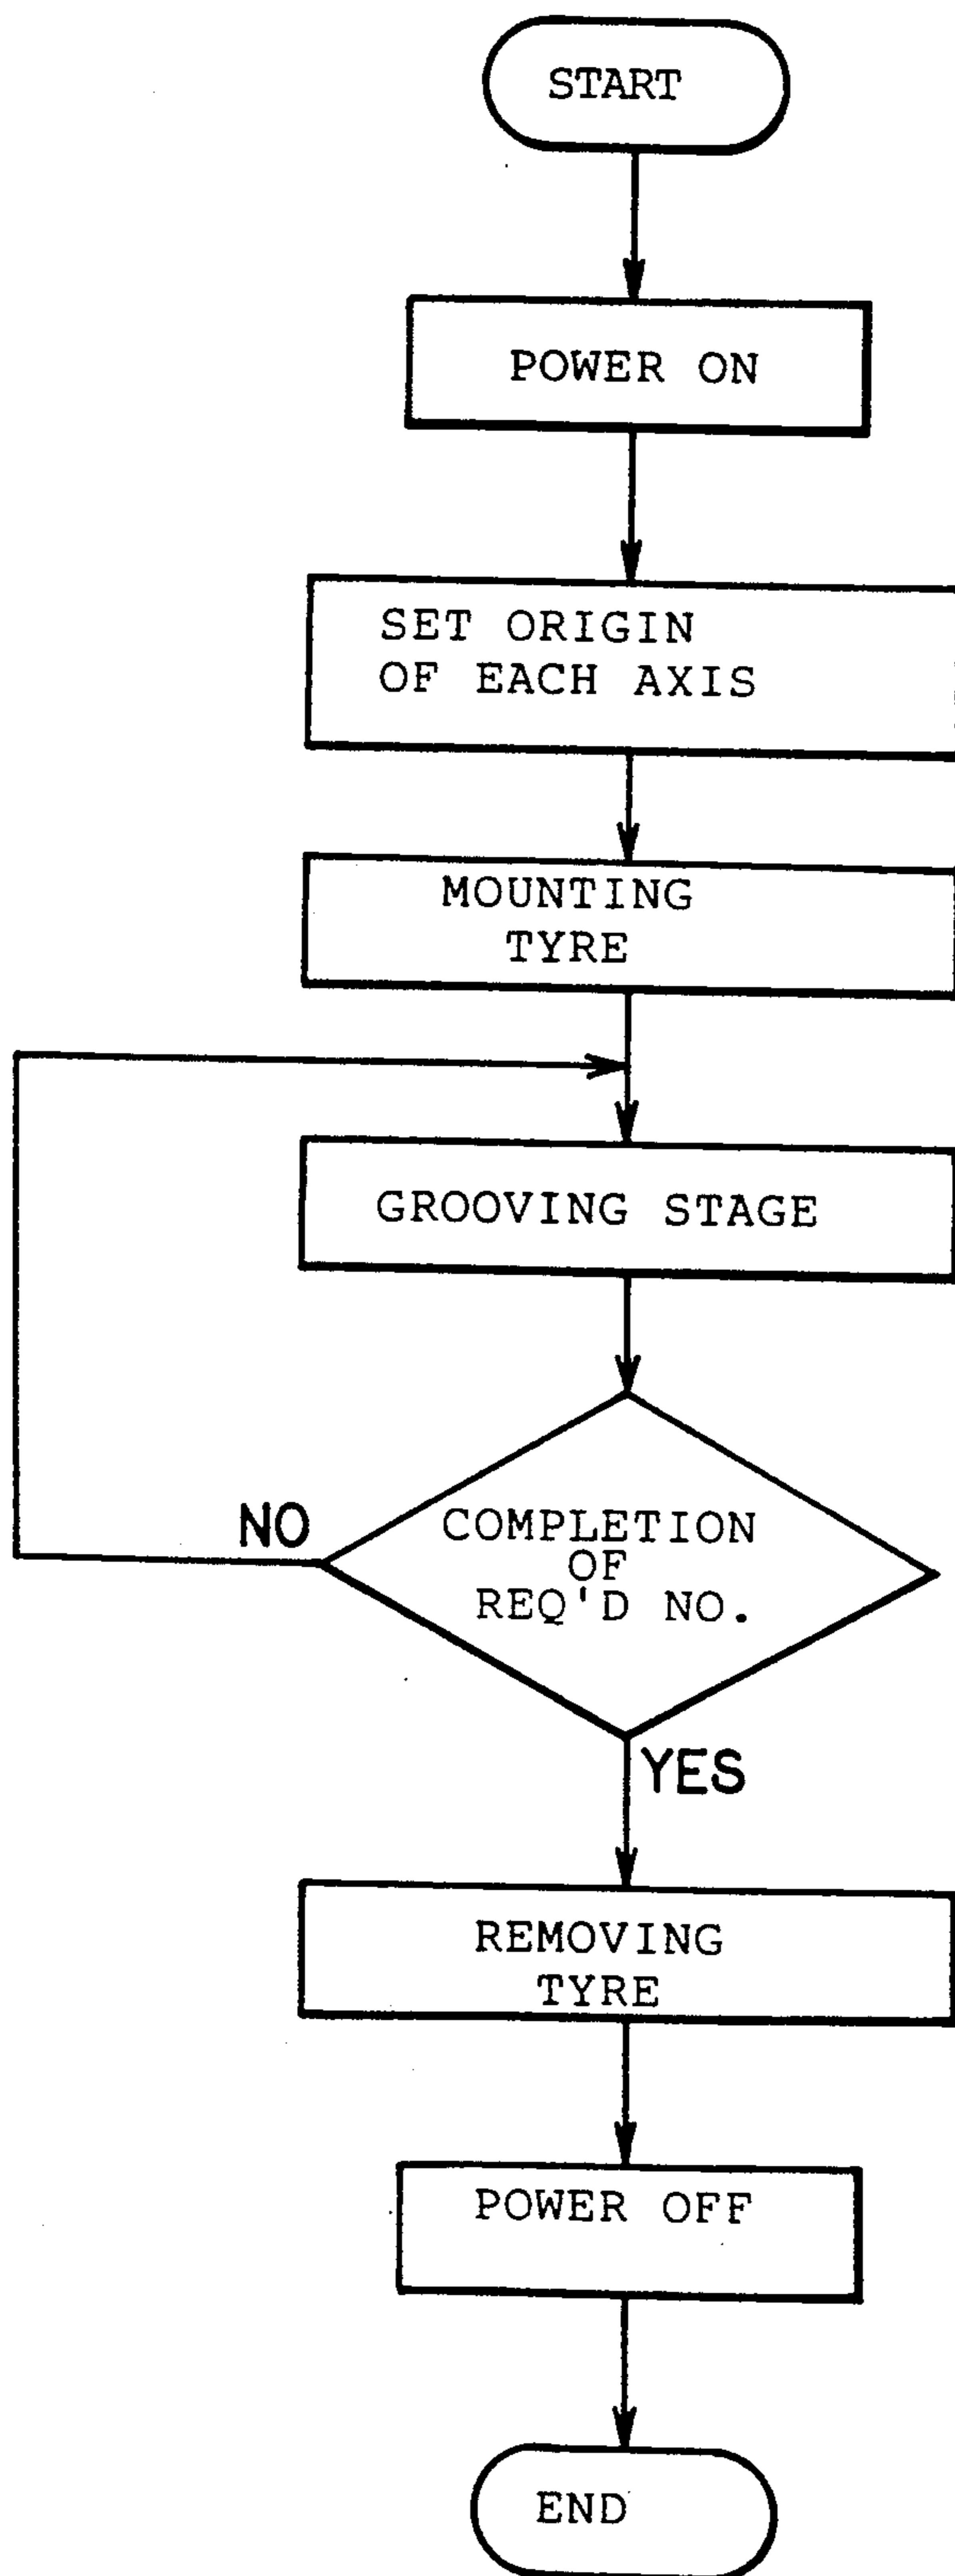 START
POWER ON
SET ORIGIN
OF EACH AXIS
MOUNTING
TYRE
GROOVING STAGE
NO
COMPLETION
OF
REQ'D NO.
YES
REMOVING
TYRE
POWER OFF
END